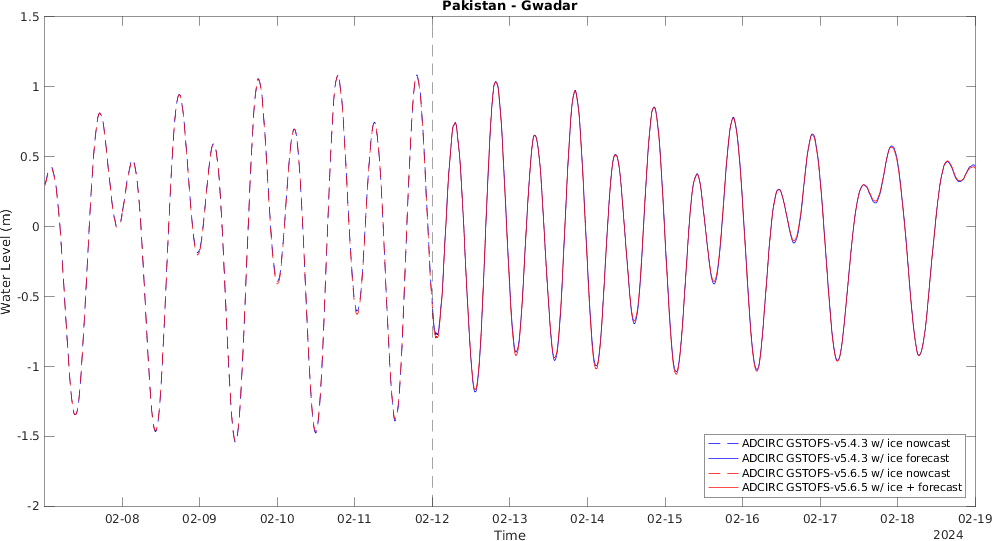 Pakistan - Gwadar
1.5
1
0.5
0
-0.5
-1
-1.5
-2
Water Level (m)
ADCIRC GSTOFS-v5.4.3 w/ ice nowcast
ADCIRC GSTOFS-v5.4.3 w/ ice forecast
ADCIRC GSTOFS-v5.6.5 w/ ice nowcast
ADCIRC GSTOFS-v5.6.5 w/ ice + forecast
02-08 02-09 02-10 02-11 02-12 02-13 02-14 02-15 02-16 02-17 02-18 02-19
Time
2024